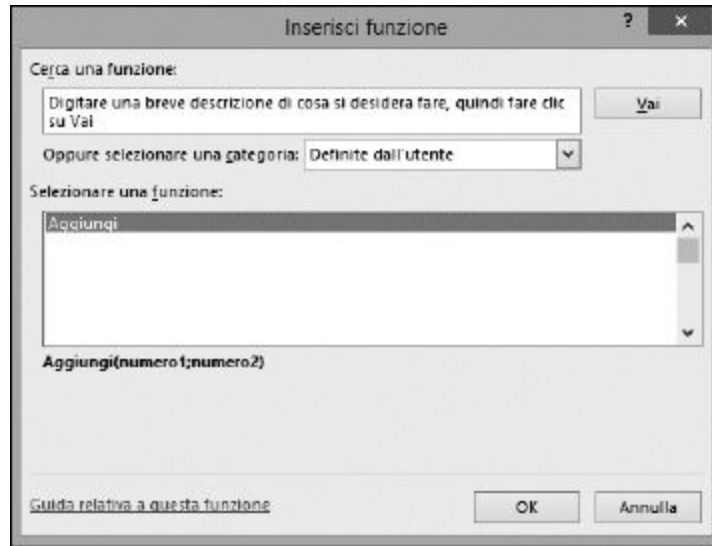 Inserisci funzione
? ×
Cerca una funzione:
Digitare una breve descrizione di cosa si desidera fare, quindi fare clic
su Vai
Vai
Oppure selezionare una categoria: Definite dall'utente
Selezionare una funzione:
Aggiungi
Aggiungi(numero1;numero2)
Guida relativa a questa funzione
OK
Annulla